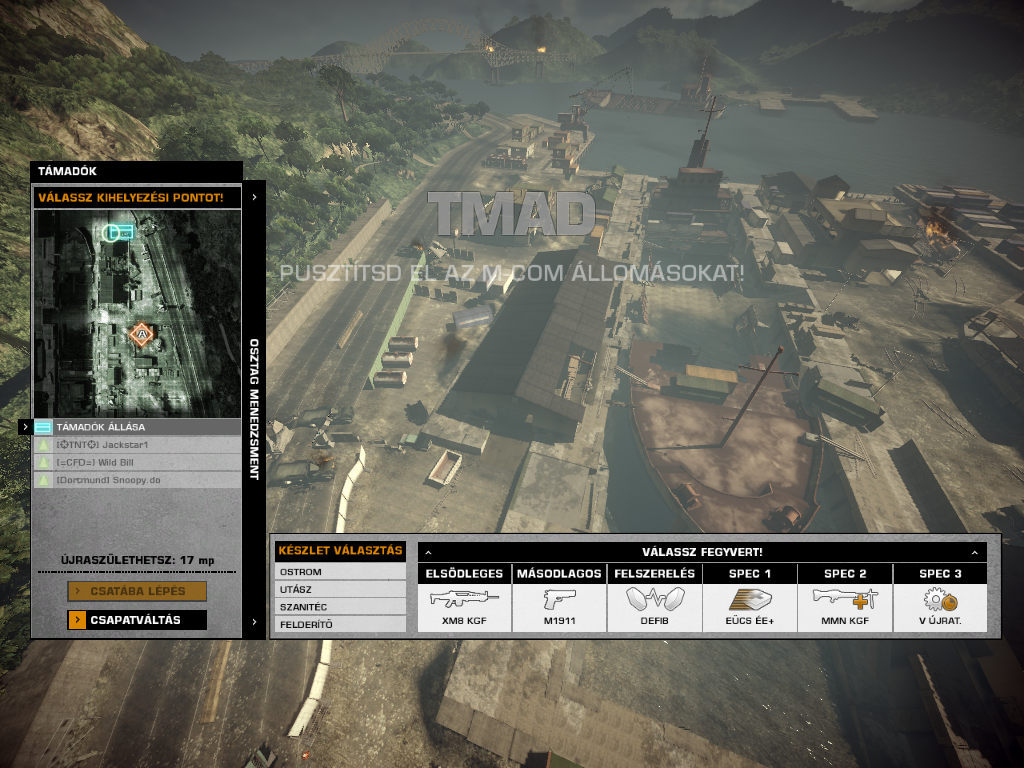 TÁMADÓK
VÁLASSZ KIHELYEZÉSI PONTOT!
A
TÁMADÓK ÁLLÁSA
[✪TNT✪] Jackstar1
[=CFD=] Wild Bill
[Dortmund] Snoopy.do
ÚJRASZÜLETHETSZ: 17 mp
CSATÁBA LÉPÉS
CSAPATVÁLTÁS
OSZTAG MENEDZSMENT
TMAD
PUSZTÍTSD EL AZ M-COM ÁLLOMÁSOKAT!
KÉSZLET VÁLASZTÁS
OSTROM
UTÁSZ
SZANITÉC
FELDERÍTŐ
VÁLASSZ FEGYVERT!
ELSŐDLEGES MÁSODLAGOS FELSZERELÉS SPEC 1 SPEC 2 SPEC 3
XM8 KGF M1911 DEFIB EÜCS ÉE+ MMN KGF V ÚJRAT.